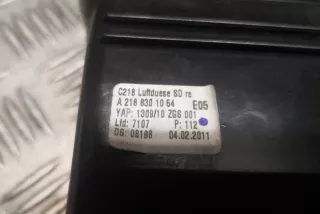 C218 Luftduese SD re
A 218 830 10 54 E05
YAP: 1309/10 ZGS 001
Lfd: 7107 P: 112
DS: 08188 04.02.2011